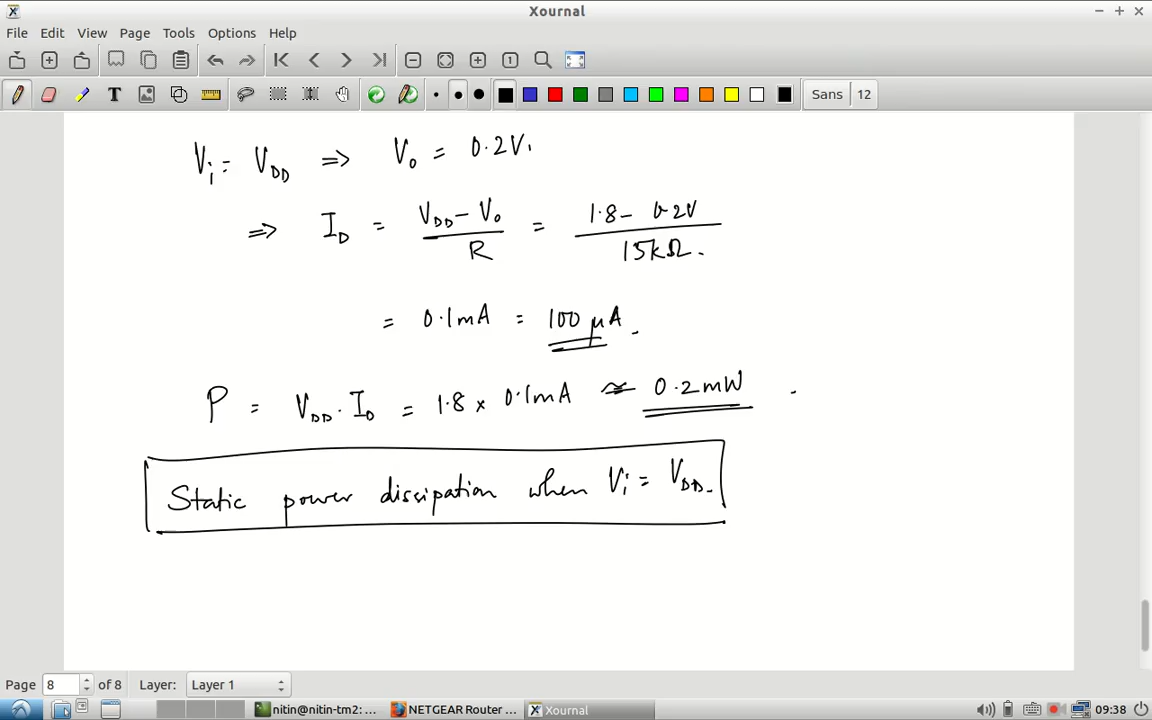 Xournal
File Edit View Page Tools Options Help
Sans 12
Vi = VDD => Vo = 0.2V.
=> ID = (VDD - Vo) / R = (1.8 - 0.2V) / 15kΩ.
= 0.1mA = 100 μA.
P = VDD . ID = 1.8 x 0.1mA ≈ 0.2mW
Static power dissipation when Vi = VDD.
Page 8 of 8 Layer: Layer 1
nitin@nitin-tm2: ... NETGEAR Router ... Xournal 09:38